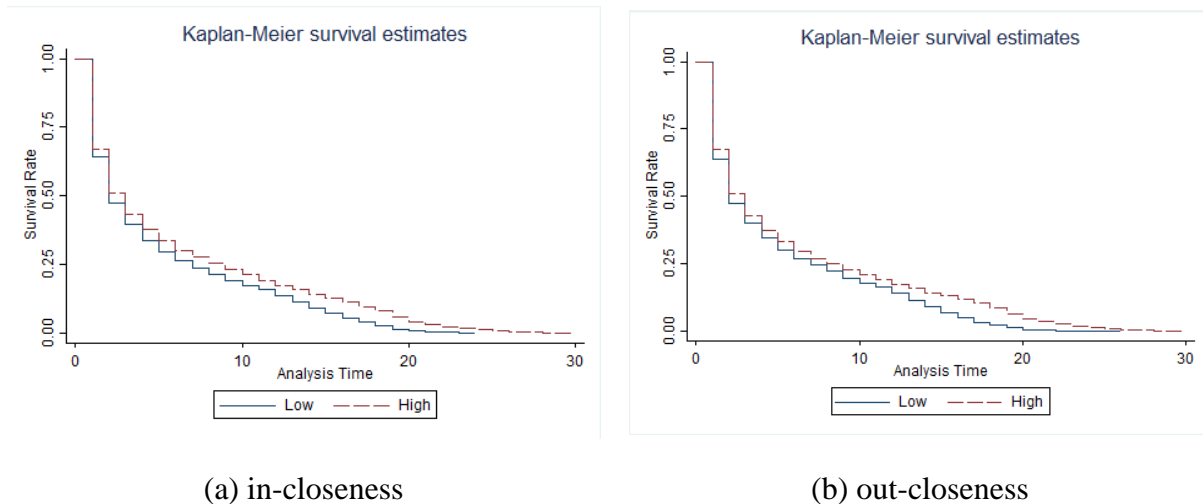 Kaplan-Meier survival estimates
Survival Rate
1.00
0.75
0.50
0.25
0.00
0 10 20 30
Analysis Time
Low High
(a) in-closeness
Kaplan-Meier survival estimates
Survival Rate
1.00
0.75
0.50
0.25
0.00
0 10 20 30
Analysis Time
Low High
(b) out-closeness